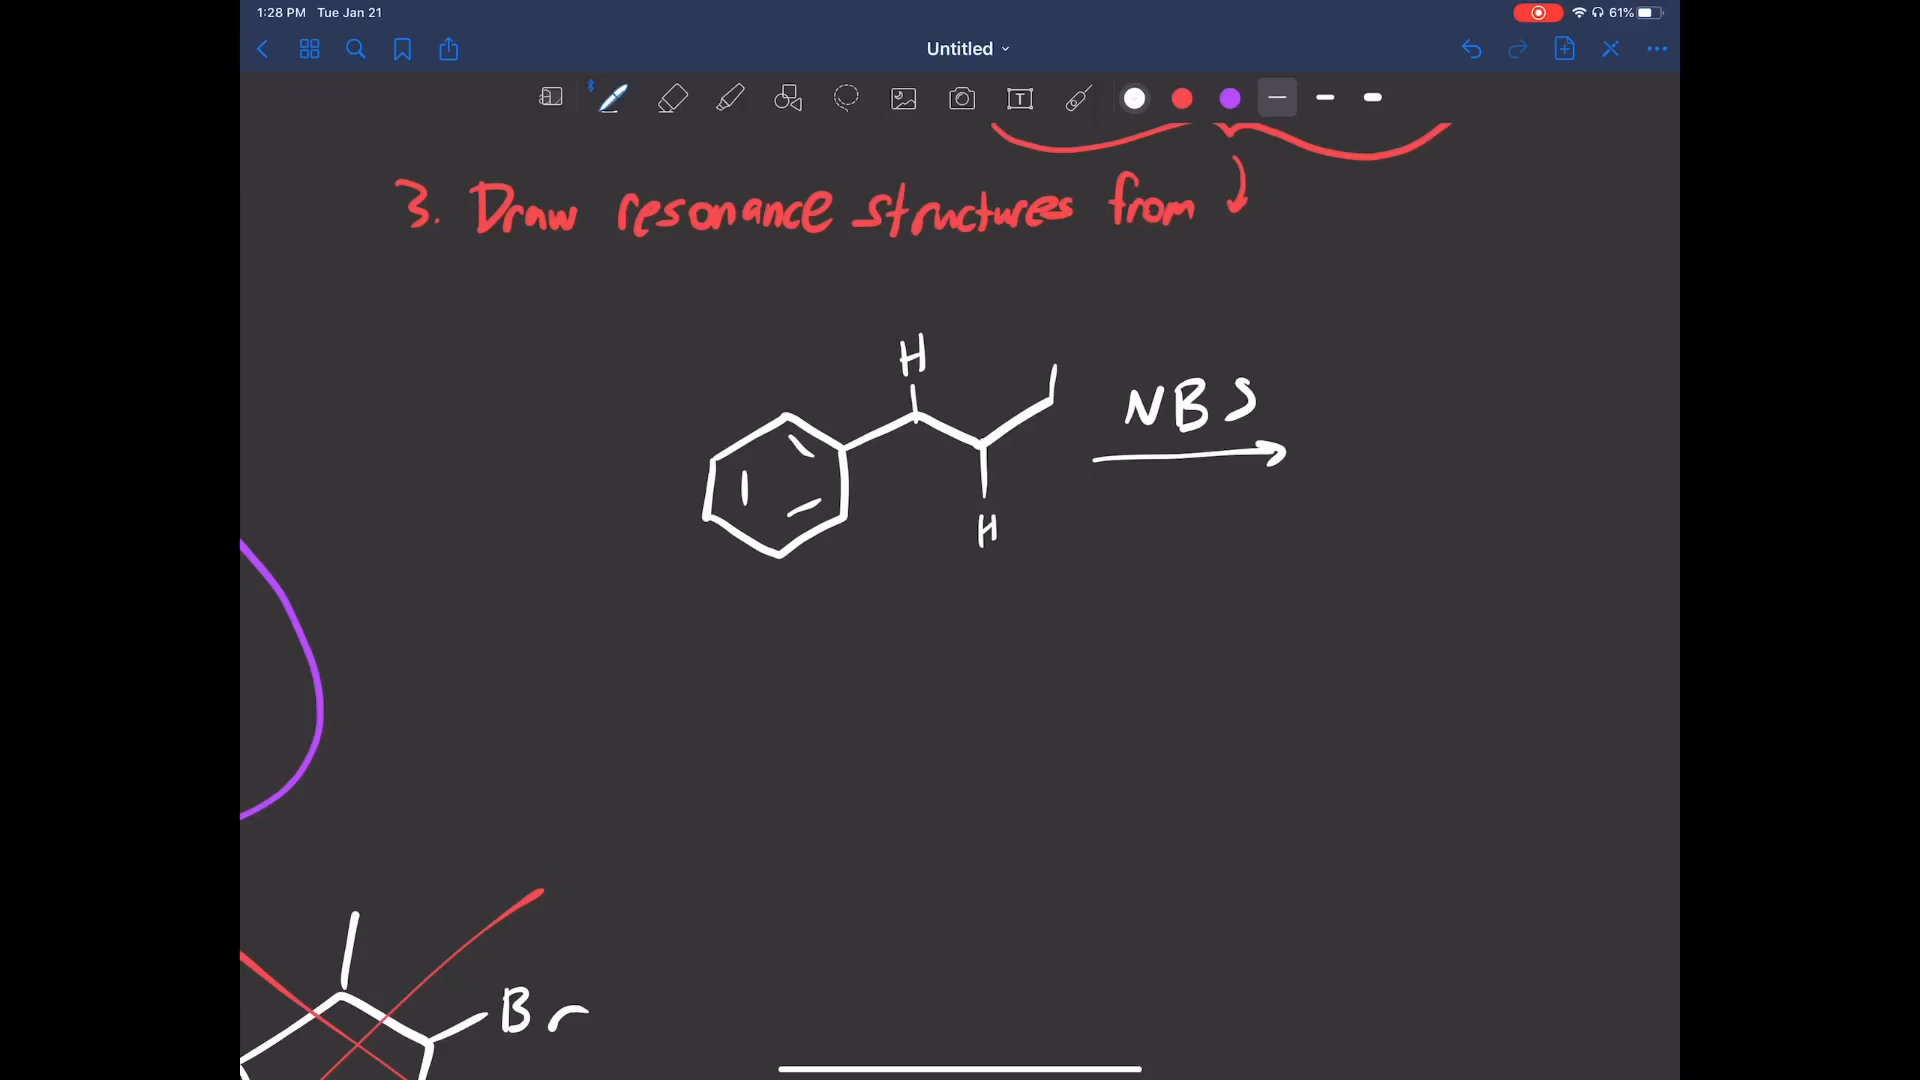 1:28 PM Tue Jan 21
61%
Untitled
T
3. Draw resonance structures from
H
NBS
H
Br